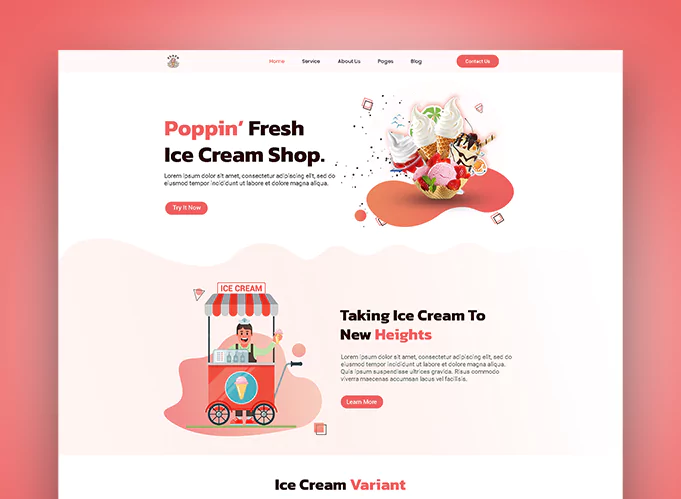 Home Service About Us Pages Blog Contact Us
Poppin' Fresh
Ice Cream Shop.
Lorem ipsum dolor sit amet, consectetur adipiscing elit, sed do
eiusmod tempor incididunt ut labore et dolore magna aliqua.
Try It Now
ICE CREAM
Taking Ice Cream To
New Heights
Lorem ipsum dolor sit amet, consectetur adipiscing elit, sed do
eiusmod tempor incididunt ut labore et dolore magna aliqua.
Quis ipsum suspendisse ultrices gravida. Risus commodo
viverra maecenas accumsan lacus vel facilisis.
Learn More
Ice Cream Variant